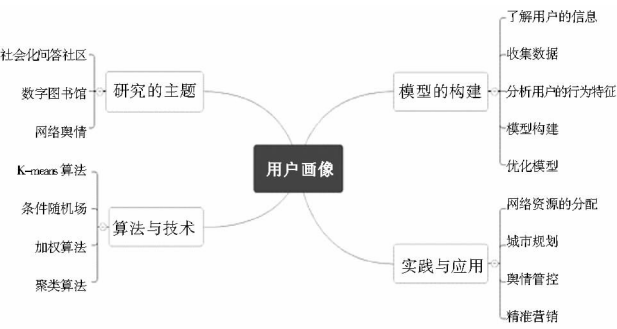 用户画像
研究的主题
社会化问答社区
数字图书馆
网络舆情
算法与技术
K-means 算法
条件随机场
加权算法
聚类算法
模型的构建
了解用户的信息
收集数据
分析用户的行为特征
模型构建
优化模型
实践与应用
网络资源的分配
城市规划
舆情管控
精准营销